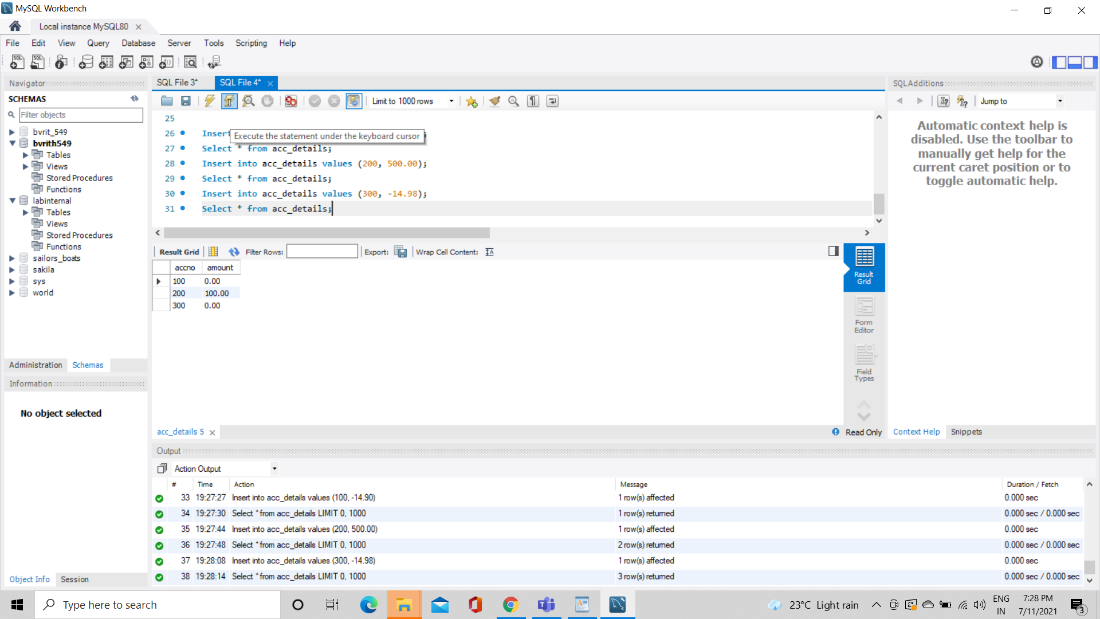 MySQL Workbench
Local instance MySQL80
File Edit View Query Database Server Tools Scripting Help
Navigator
SCHEMAS
Filter objects
bvrit_549
bvrith549
Tables
Views
Stored Procedures
Functions
labinternal
Tables
Views
Stored Procedures
Functions
sailors_boats
sakila
sys
world
Administration Schemas
Information
No object selected
Object Info Session
SQL File 3* SQL File 4*
Limit to 1000 rows
25
26 Insert
Execute the statement under the keyboard cursor
27 Select * from acc_details;
28 Insert into acc_details values (200, 500.00);
29 Select * from acc_details;
30 Insert into acc_details values (300, -14.98);
31 Select * from acc_details;
Result Grid Filter Rows: Export: Wrap Cell Content:
accno amount
100 0.00
200 100.00
300 0.00
Result Grid
Form Editor
Field Types
acc_details 5 Read Only
SQLAdditions
Jump to
Automatic context help is
disabled. Use the toolbar to
manually get help for the
current caret position or to
toggle automatic help.
Context Help Snippets
Output
Action Output
# Time Action Message Duration / Fetch
33 19:27:27 Insert into acc_details values (100, -14.90) 1 row(s) affected 0.000 sec
34 19:27:30 Select * from acc_details LIMIT 0, 1000 1 row(s) returned 0.000 sec / 0.000 sec
35 19:27:44 Insert into acc_details values (200, 500.00) 1 row(s) affected 0.000 sec
36 19:27:48 Select * from acc_details LIMIT 0, 1000 2 row(s) returned 0.000 sec / 0.000 sec
37 19:28:08 Insert into acc_details values (300, -14.98) 1 row(s) affected 0.000 sec
38 19:28:14 Select * from acc_details LIMIT 0, 1000 3 row(s) returned 0.000 sec / 0.000 sec
Type here to search
23°C Light rain
ENG
IN
7:28 PM
7/11/2021
3